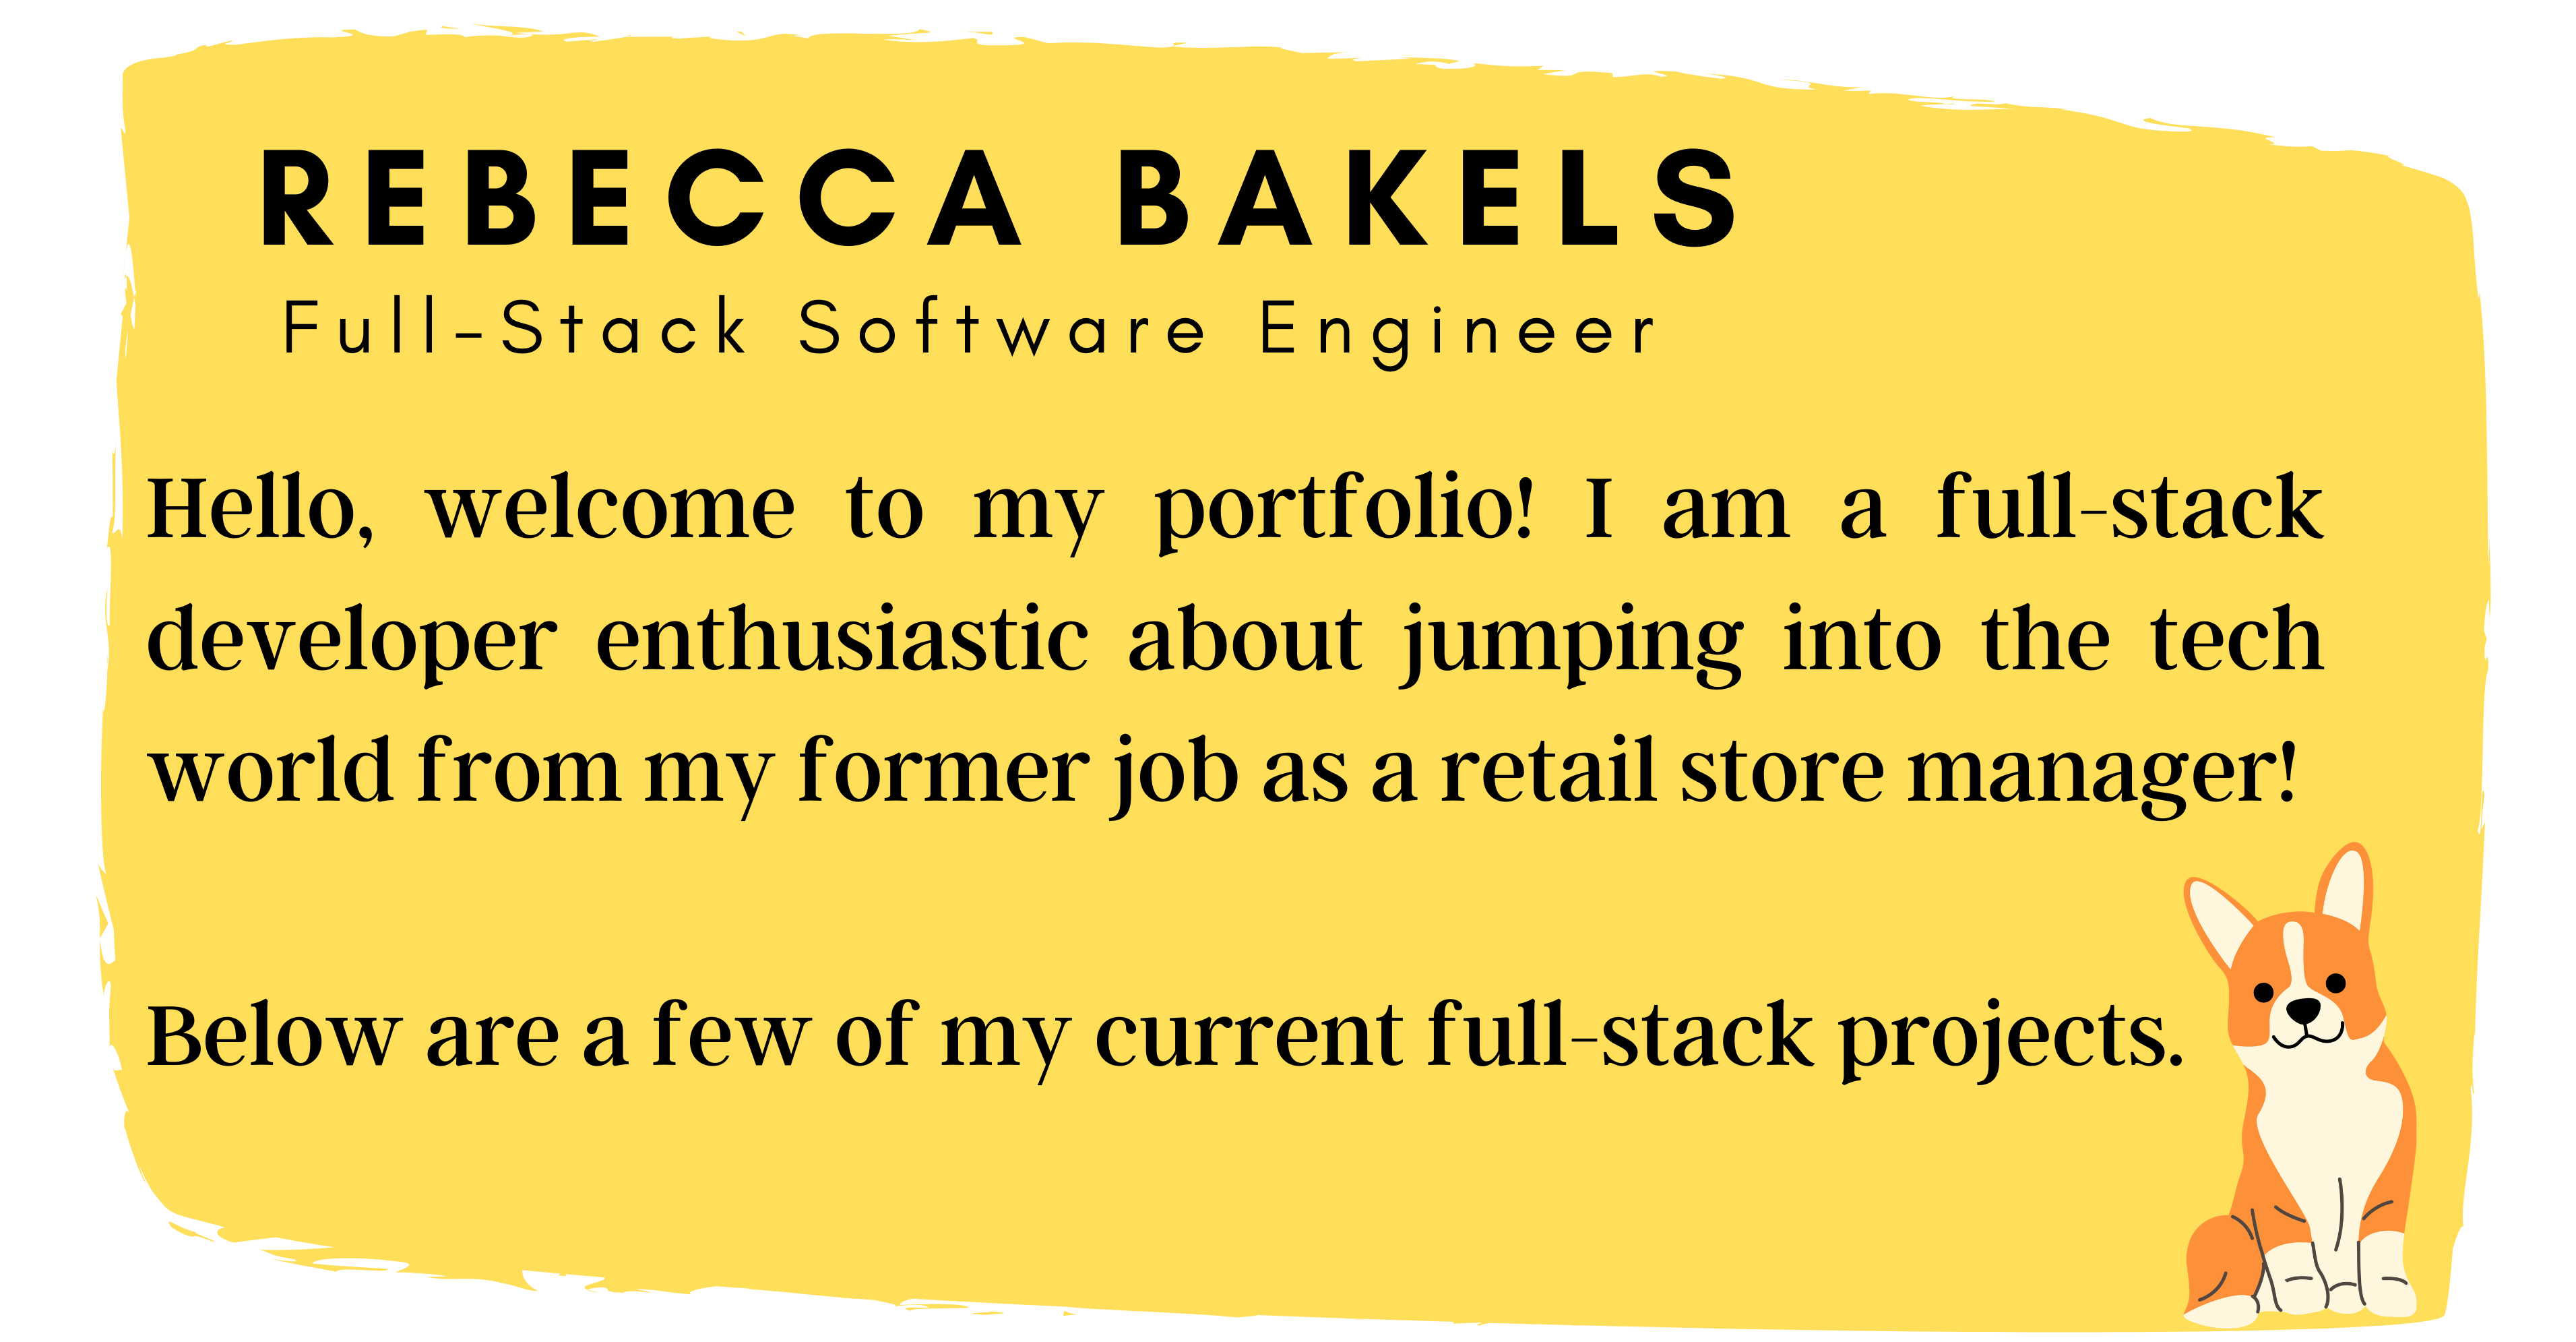 REBECCA BAKELS
Full-Stack Software Engineer
Hello, welcome to my portfolio! I am a full-stack
developer enthusiastic about jumping into the tech
world from my former job as a retail store manager!
Below are a few of my current full-stack projects.